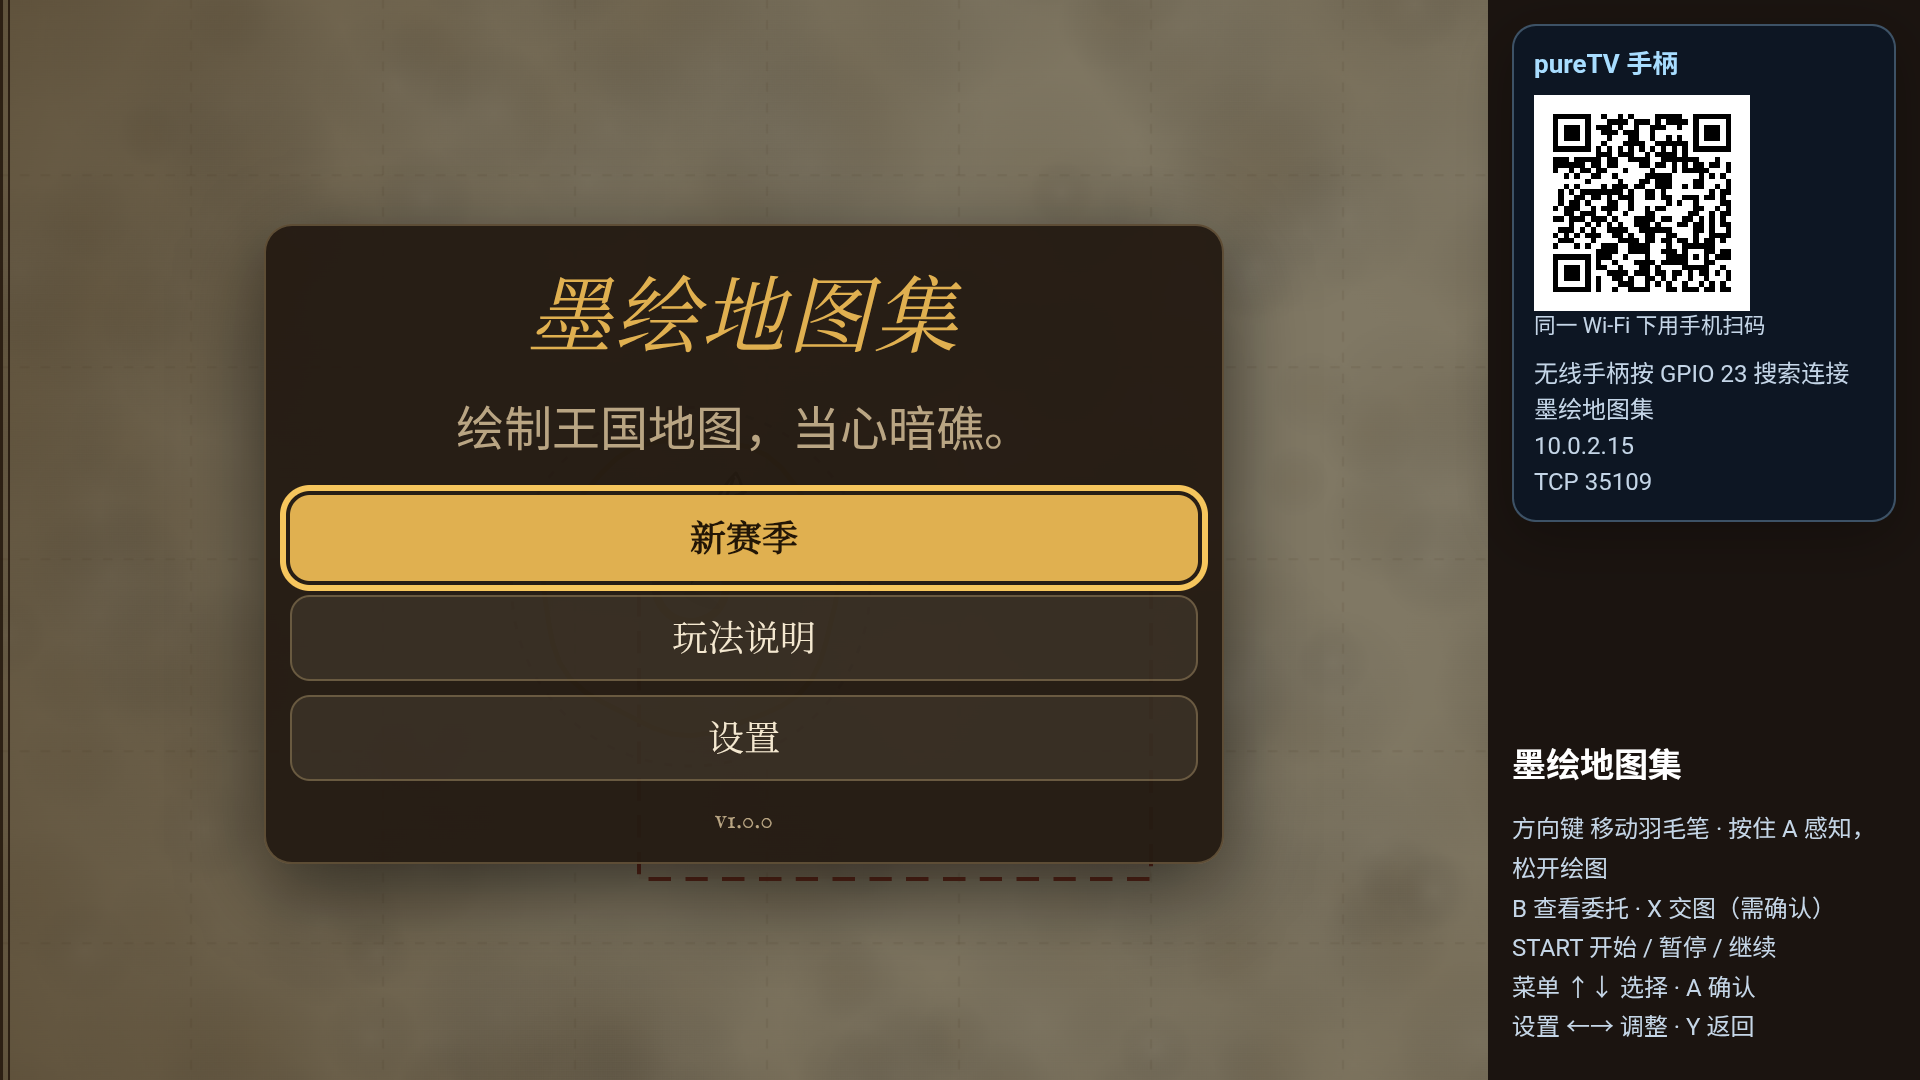 墨绘地图集
绘制王国地图，当心暗礁。
新赛季
玩法说明
设置
v1.0.0
pureTV 手柄
同一 Wi-Fi 下用手机扫码
无线手柄按 GPIO 23 搜索连接
墨绘地图集
10.0.2.15
TCP 35109
墨绘地图集
方向键 移动羽毛笔 · 按住 A 感知，
松开绘图
B 查看委托 · X 交图（需确认）
START 开始 / 暂停 / 继续
菜单 ↑↓ 选择 · A 确认
设置 ←→ 调整 · Y 返回